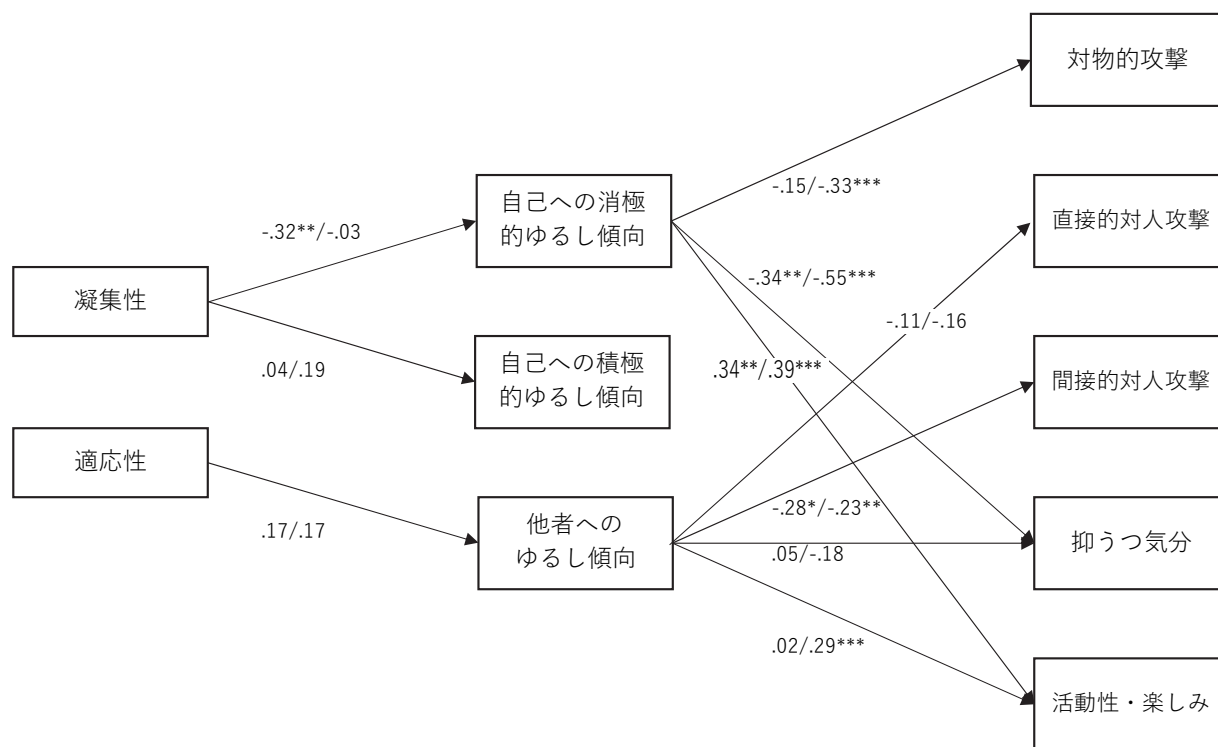 対物的攻撃
-.15/-.33***
自己への消極
的ゆるし傾向
直接的対人攻撃
-.32**/-.03
凝集性
-.34**/-.55***
-.11/-.16
自己への積極
的ゆるし傾向
.04/.19
.34**/.39***
間接的対人攻撃
適応性
.17/.17
他者への
ゆるし傾向
-.28*/-.23**
.05/-.18
抑うつ気分
.02/.29***
活動性・楽しみ